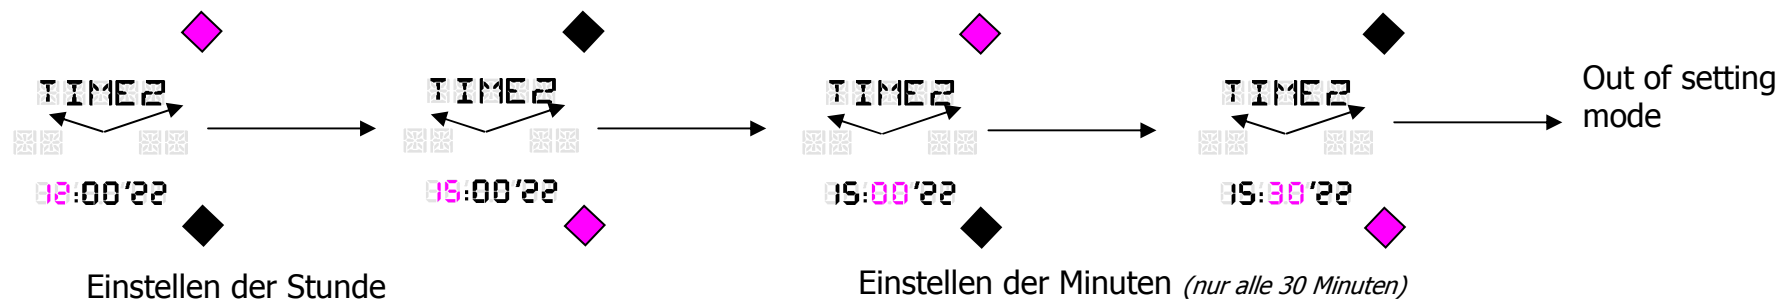 TIME2
12:00'22
TIME2
15:00'22
TIME2
15:00'22
TIME2
15:30'22
Out of setting
mode
Einstellen der Stunde
Einstellen der Minuten (nur alle 30 Minuten)